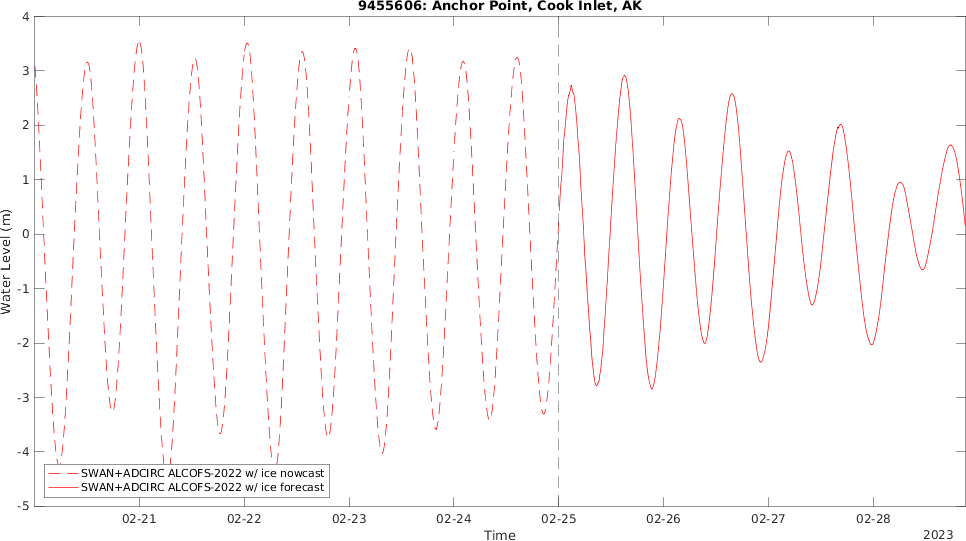 9455606: Anchor Point, Cook Inlet, AK
4
3
2
1
0
-1
-2
-3
-4
-5
Water Level (m)
SWAN+ADCIRC ALCOFS-2022 w/ ice nowcast
SWAN+ADCIRC ALCOFS-2022 w/ ice forecast
02-21 02-22 02-23 02-24 02-25 02-26 02-27 02-28
Time
2023